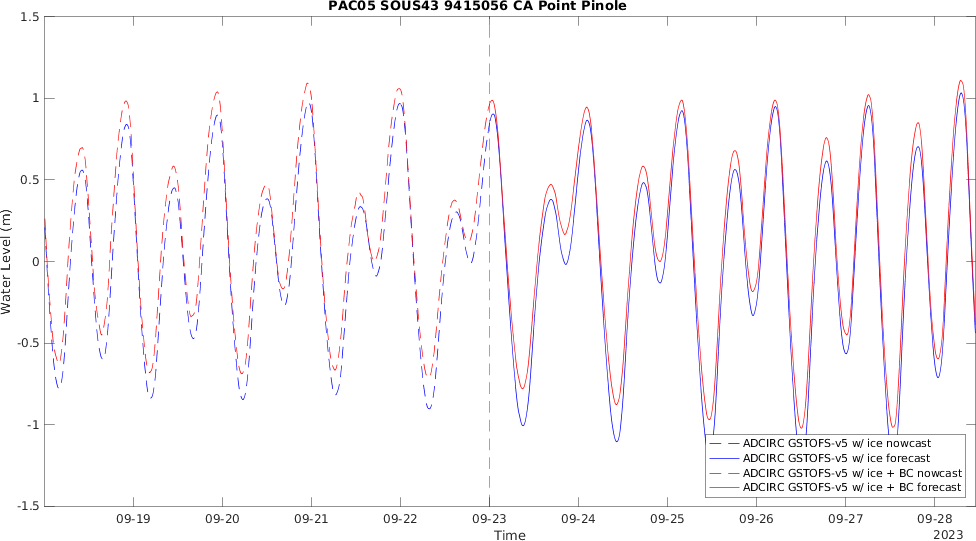 PAC05 SOUS43 9415056 CA Point Pinole
1.5
1
0.5
0
-0.5
-1
-1.5
Water Level (m)
ADCIRC GSTOFS-v5 w/ ice nowcast
ADCIRC GSTOFS-v5 w/ ice forecast
ADCIRC GSTOFS-v5 w/ ice + BC nowcast
ADCIRC GSTOFS-v5 w/ ice + BC forecast
09-19 09-20 09-21 09-22 09-23 09-24 09-25 09-26 09-27 09-28
Time
2023